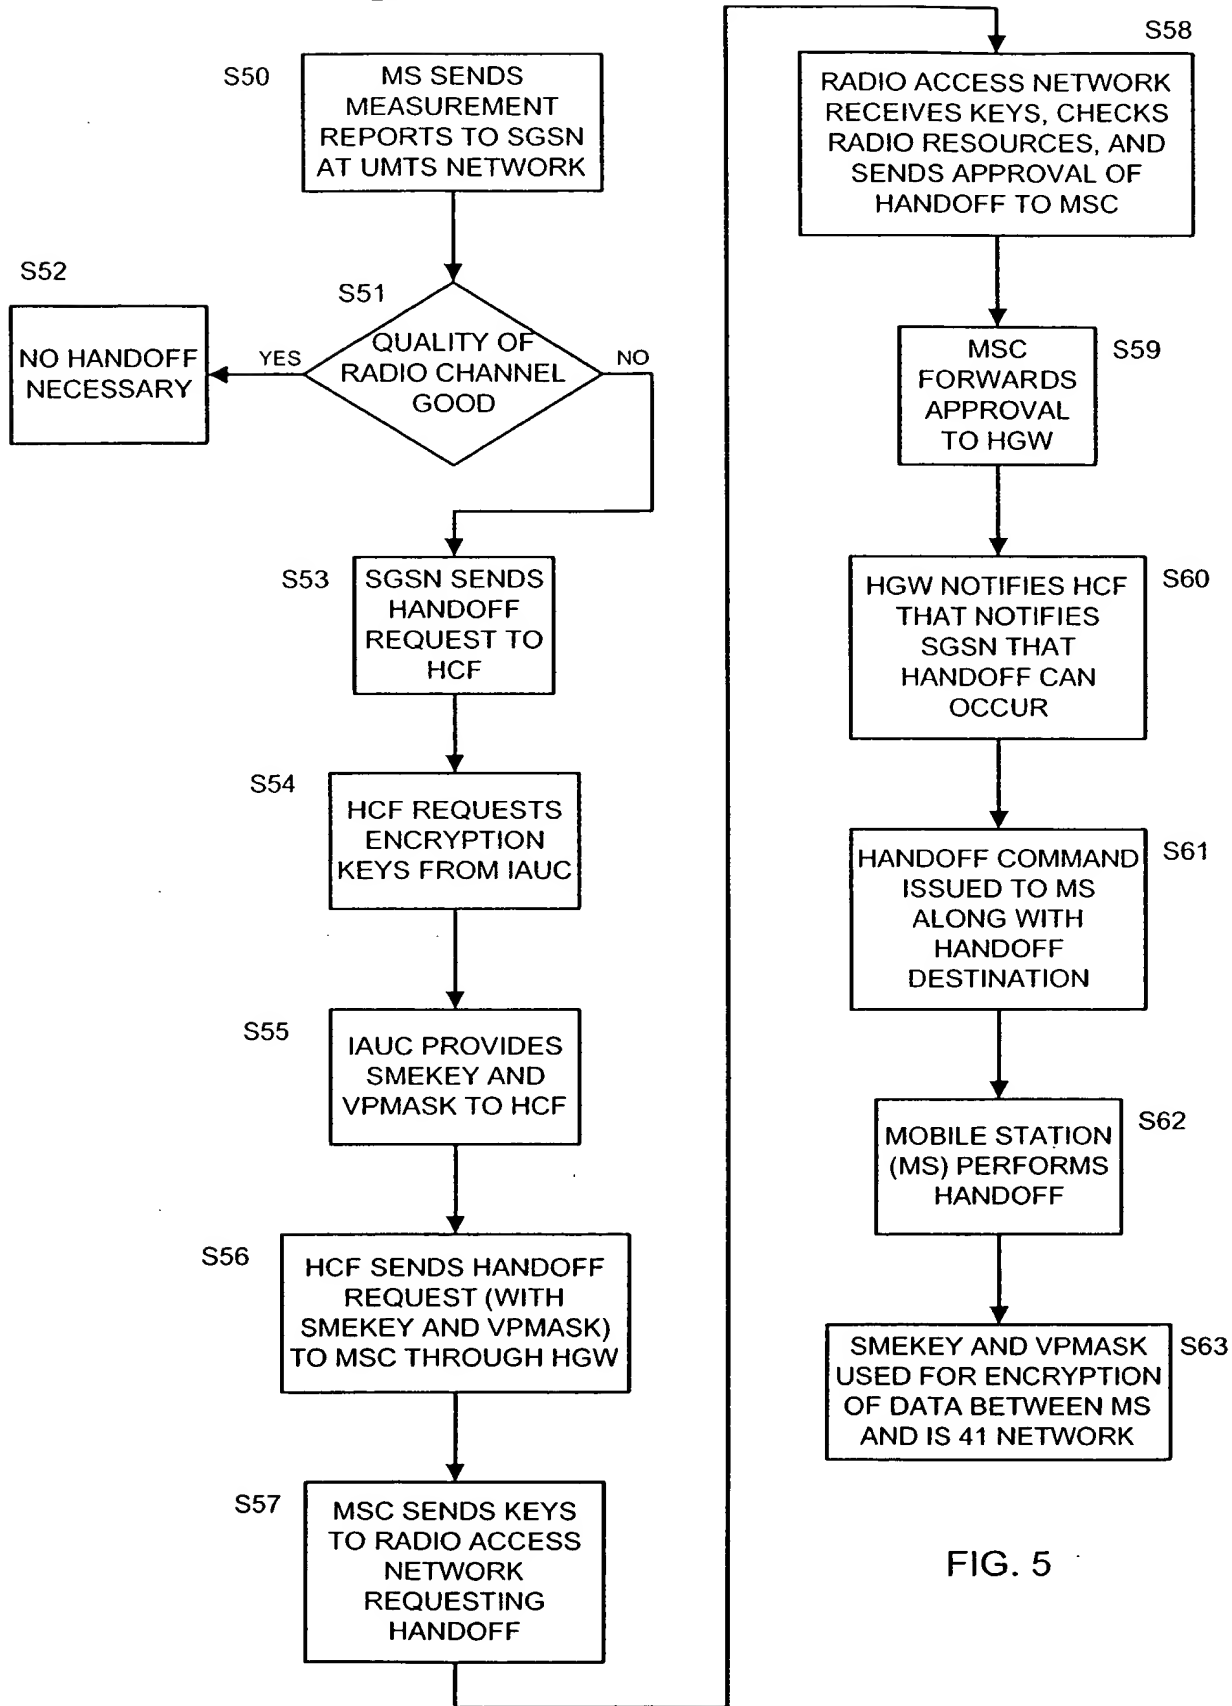 S50
MS SENDS
MEASUREMENT
REPORTS TO SGSN
AT UMTS NETWORK
S52
NO HANDOFF
NECESSARY
YES
S51
QUALITY OF
RADIO CHANNEL
GOOD
NO
S53
SGSN SENDS
HANDOFF
REQUEST TO
HCF
S54
HCF REQUESTS
ENCRYPTION
KEYS FROM IAUC
S55
IAUC PROVIDES
SMEKEY AND
VPMASK TO HCF
S56
HCF SENDS HANDOFF
REQUEST (WITH
SMEKEY AND VPMASK)
TO MSC THROUGH HGW
S57
MSC SENDS KEYS
TO RADIO ACCESS
NETWORK
REQUESTING
HANDOFF
S58
RADIO ACCESS NETWORK
RECEIVES KEYS, CHECKS
RADIO RESOURCES, AND
SENDS APPROVAL OF
HANDOFF TO MSC
S59
MSC
FORWARDS
APPROVAL
TO HGW
S60
HGW NOTIFIES HCF
THAT NOTIFIES
SGSN THAT
HANDOFF CAN
OCCUR
S61
HANDOFF COMMAND
ISSUED TO MS
ALONG WITH
HANDOFF
DESTINATION
S62
MOBILE STATION
(MS) PERFORMS
HANDOFF
S63
SMEKEY AND VPMASK
USED FOR ENCRYPTION
OF DATA BETWEEN MS
AND IS 41 NETWORK
FIG. 5